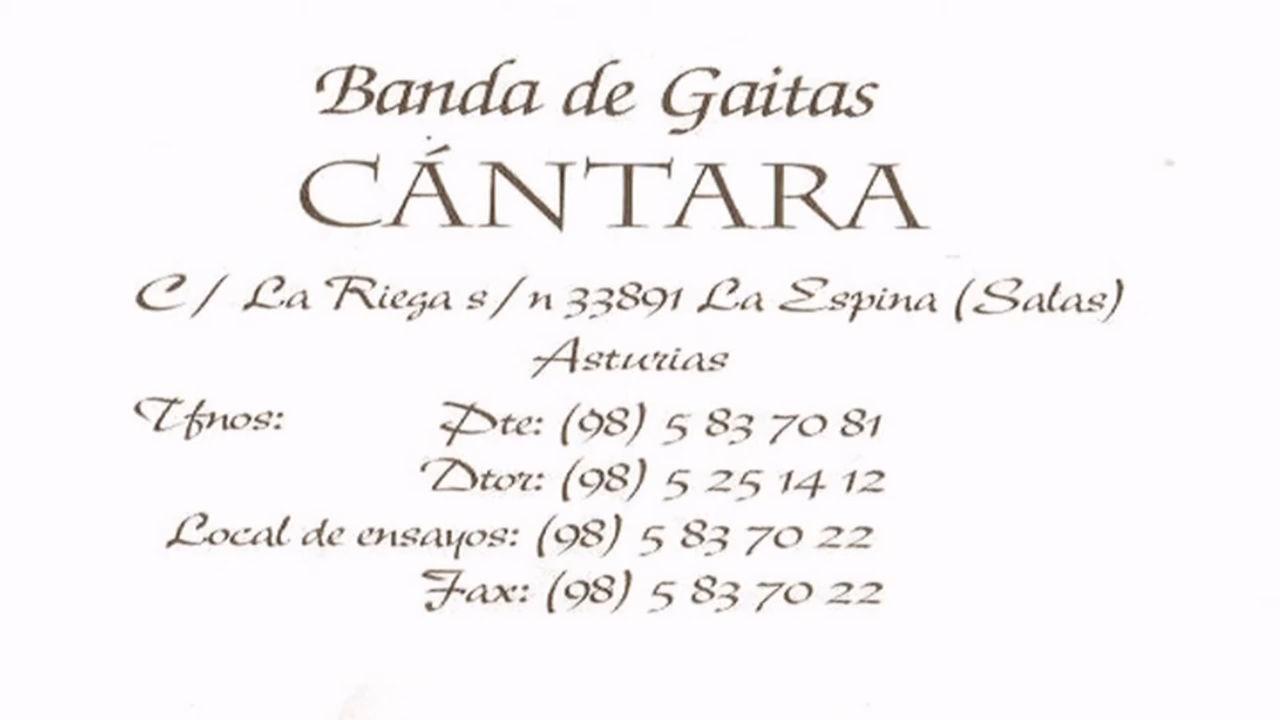 Banda de Gaitas
CÁNTARA
C/ La Riega s/n 33891 La Espina (Salas)
Asturias
Tfnos: Pte: (98) 5 83 70 81
Dtor: (98) 5 25 14 12
Local de ensayos: (98) 5 83 70 22
Fax: (98) 5 83 70 22